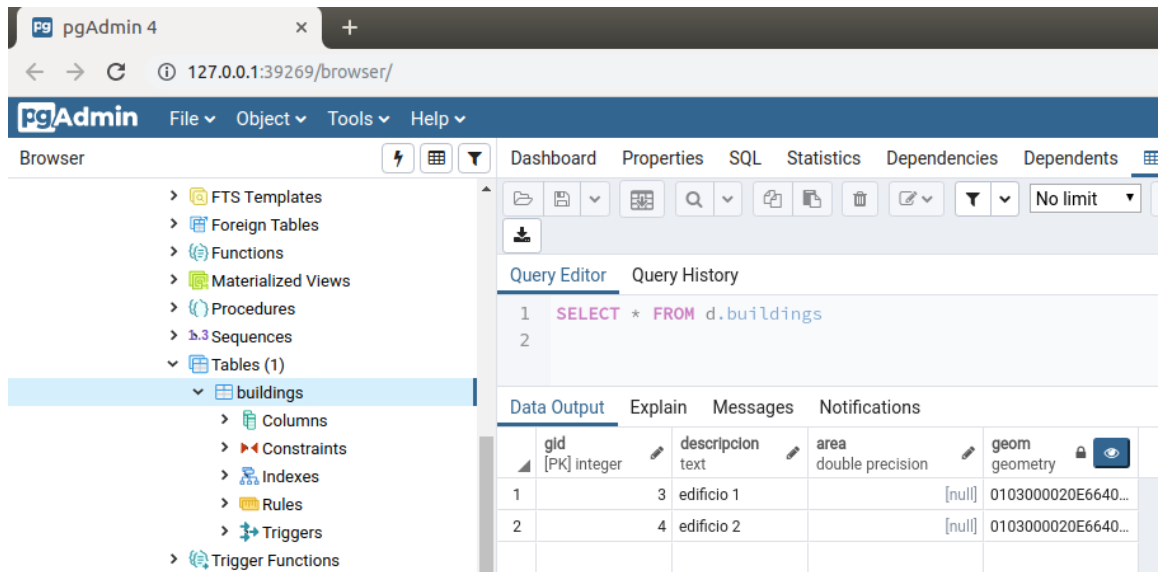 pgAdmin 4
127.0.0.1:39269/browser/
pgAdmin File Object Tools Help
Browser
Dashboard Properties SQL Statistics Dependencies Dependents
No limit
FTS Templates
Foreign Tables
Functions
Materialized Views
Procedures
1..3 Sequences
Tables (1)
buildings
Columns
Constraints
Indexes
Rules
Triggers
Trigger Functions
Query Editor Query History
1 SELECT * FROM d.buildings
2
Data Output Explain Messages Notifications
gid descripcion area geom
[PK] integer text double precision geometry
1 3 edificio 1 [null] 0103000020E6640...
2 4 edificio 2 [null] 0103000020E6640...